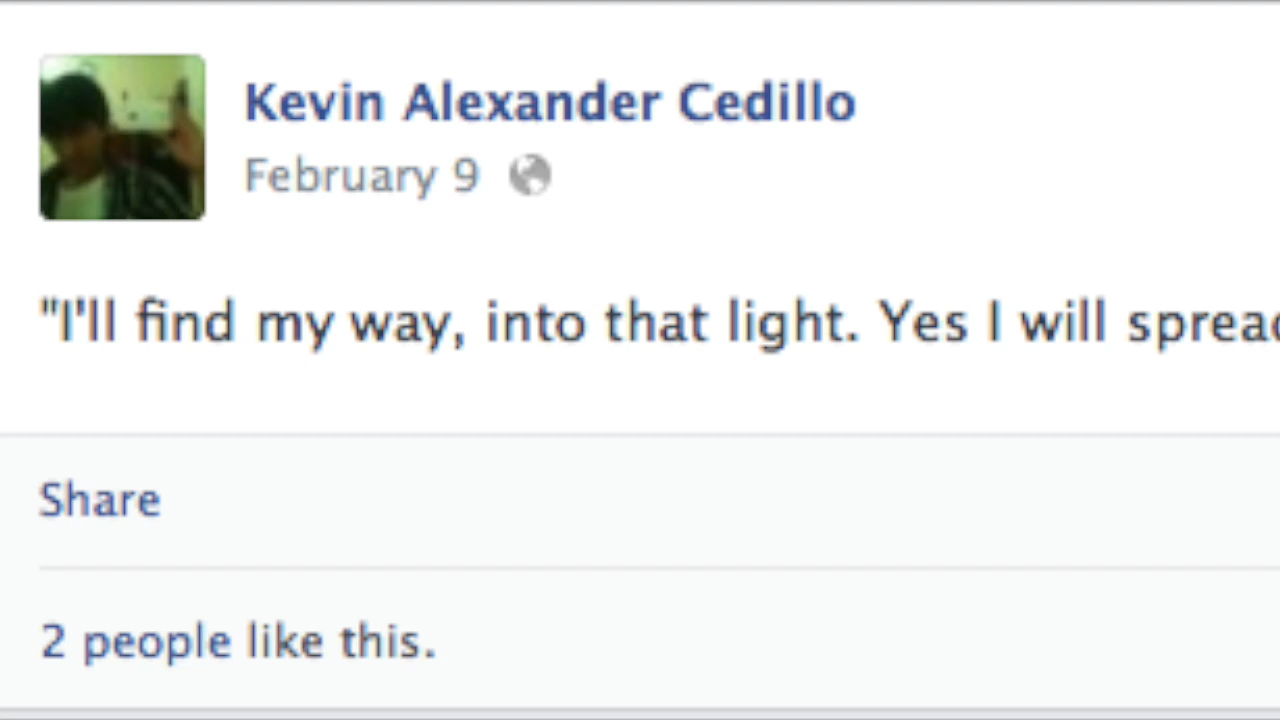 Kevin Alexander Cedillo
February 9
"I'll find my way, into that light. Yes I will spread
Share
2 people like this.